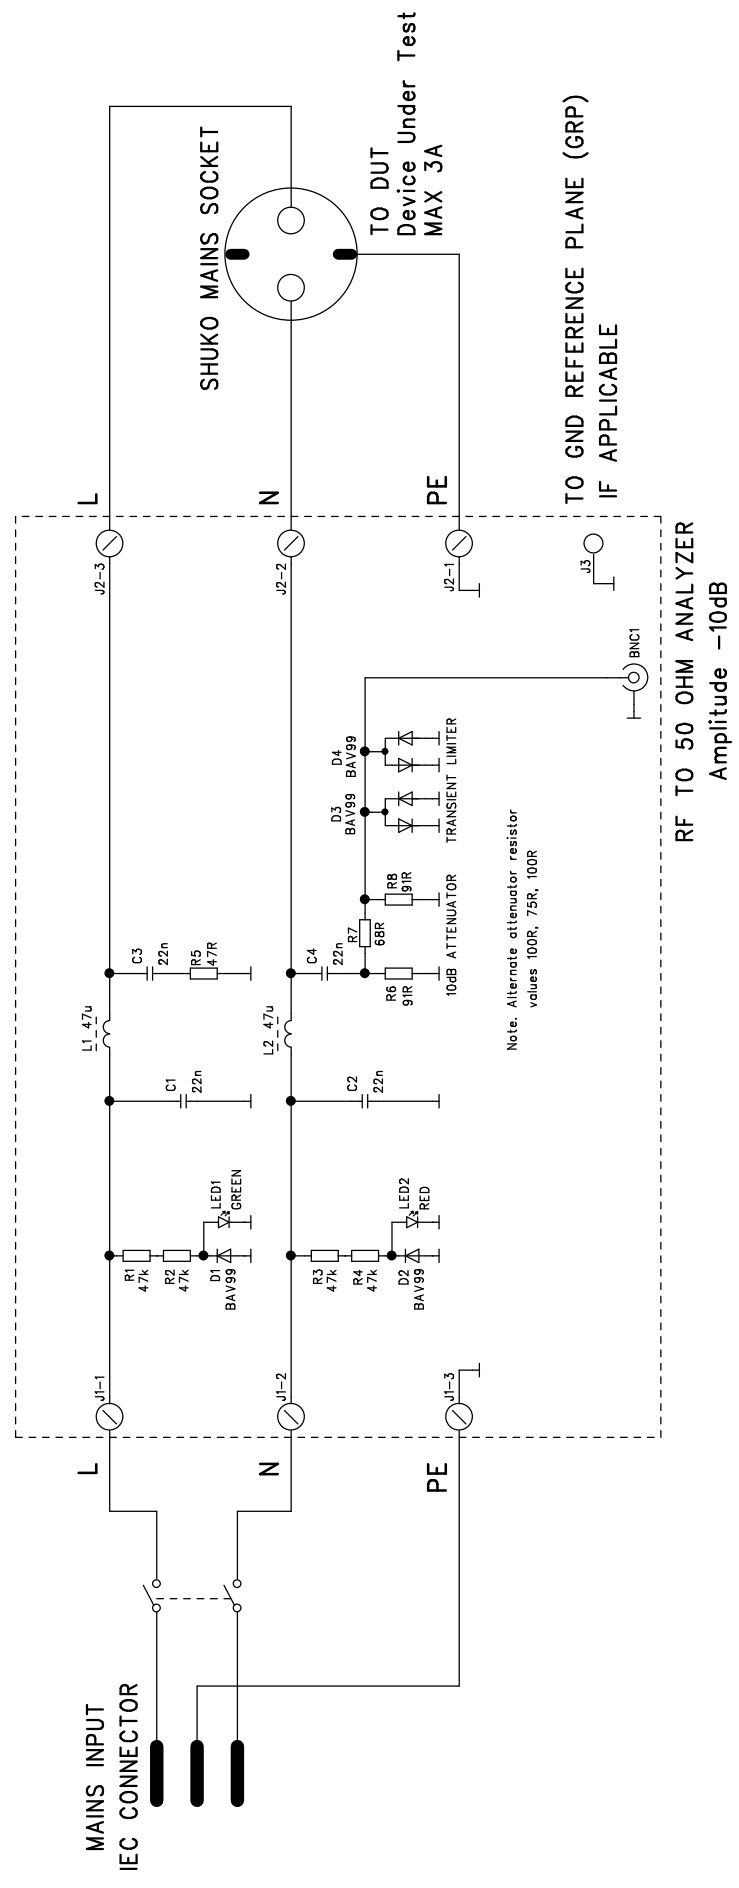 MAINS INPUT
IEC CONNECTOR
L
N
PE
J1-1
J1-2
J1-3
R1
47k
R2
47k
D1
BAV99
LED1
GREEN
R3
47k
R4
47k
D2
BAV99
LED2
RED
C1
22n
C2
22n
L1 47u
L2 47u
C3
22n
R5
47R
C4
22n
R6
91R
R7
68R
R8
91R
10dB ATTENUATOR
D3
BAV99
D4
BAV99
TRANSIENT LIMITER
Note. Alternate attenuator resistor
values 100R, 75R, 100R
BNC1
RF TO 50 OHM ANALYZER
Amplitude -10dB
J2-3
J2-2
J2-1
J3
L
N
PE
TO GND REFERENCE PLANE (GRP)
IF APPLICABLE
SHUKO MAINS SOCKET
TO DUT
Device Under Test
MAX 3A